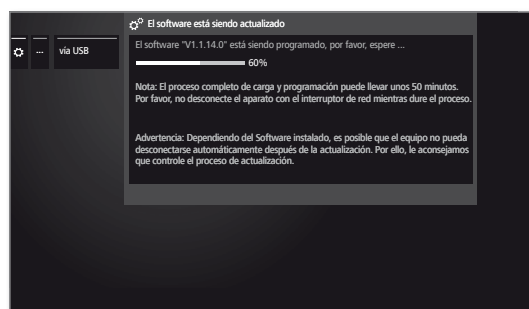 El software está siendo actualizado
... vía USB
El software "V1.1.14.0" está siendo programado, por favor, espere ...
60%
Nota: El proceso completo de carga y programación puede llevar unos 50 minutos.
Por favor, no desconecte el aparato con el interruptor de red mientras dure el proceso.
Advertencia: Dependiendo del Software instalado, es posible que el equipo no pueda
desconectarse automáticamente después de la actualización. Por ello, le aconsejamos
que controle el proceso de actualización.